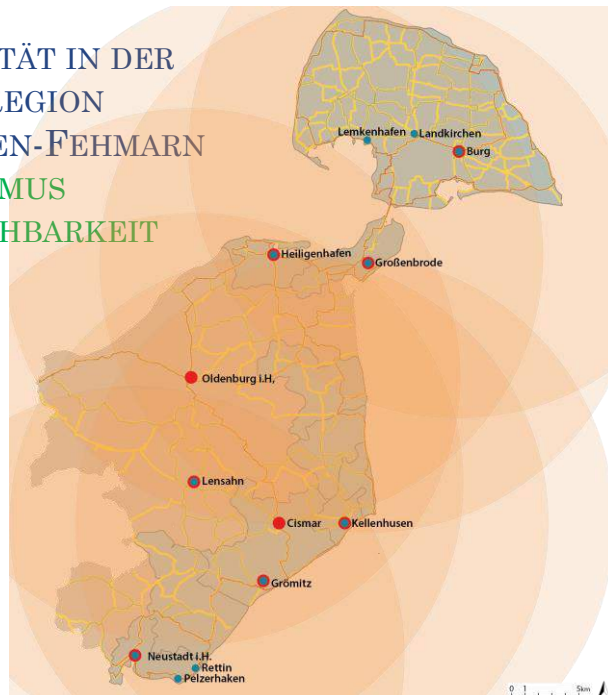 TÄT IN DER
EGION
EN-FEHMARN
MUS
HBARKEIT
Lemkenhafen
Landkirchen
Burg
Heiligenhafen
Großenbrode
Oldenburg i.H,
Lensahn
Cismar
Kellenhusen
Grömitz
Neustadt i.H.
Rettin
Pelzerhaken
0 1 5km